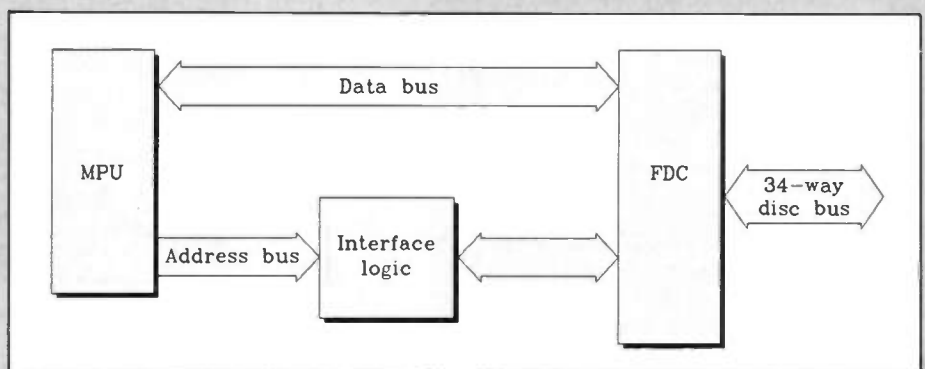 Data bus
MPU
FDC
34-way
disc bus
Interface
logic
Address bus